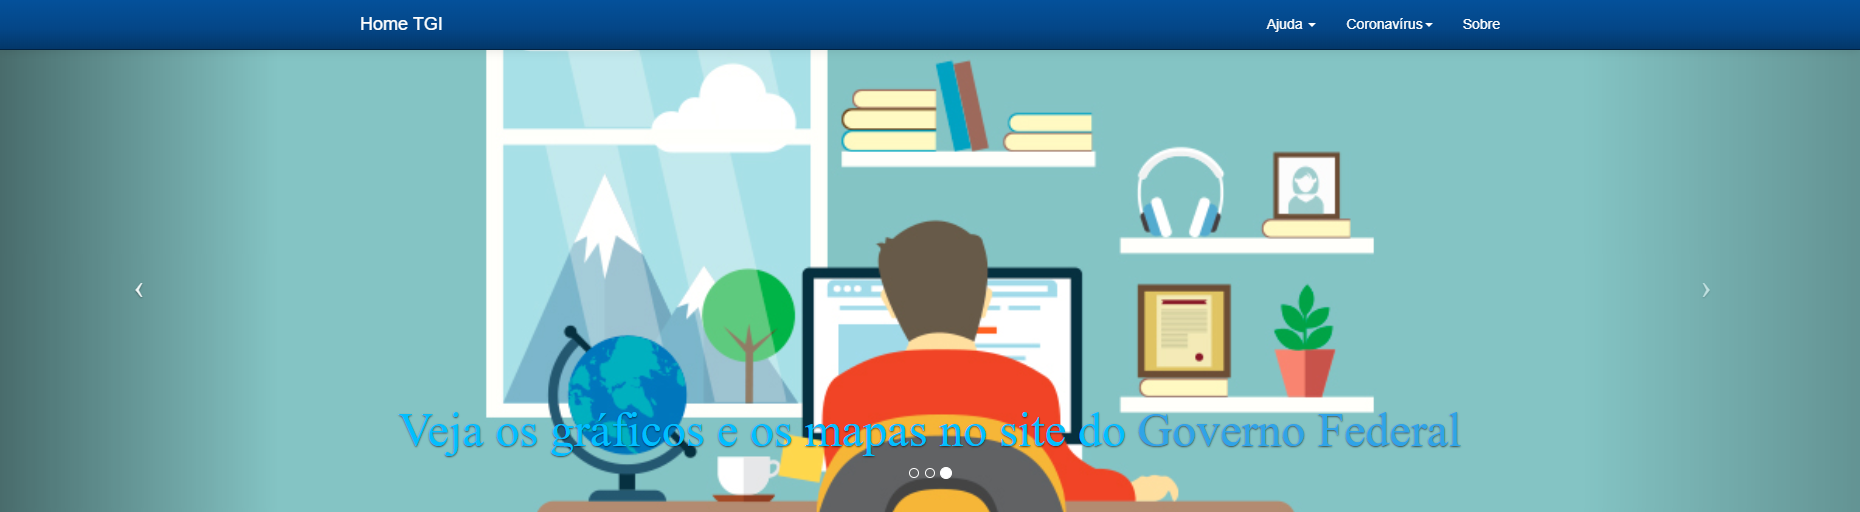 Home TGI
Ajuda
Coronavírus
Sobre
Veja os gráficos e os mapas no site do Governo Federal